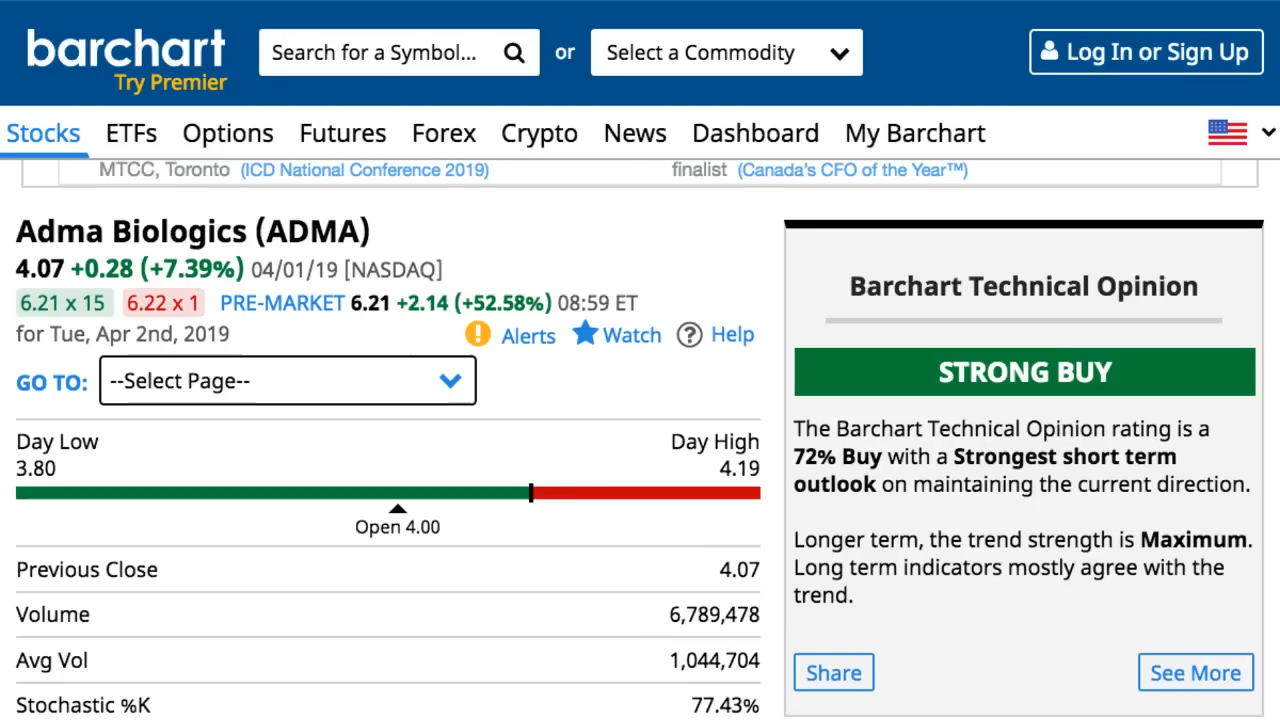 barchart
Try Premier
Search for a Symbol...
or
Select a Commodity
Log In or Sign Up
Stocks ETFs Options Futures Forex Crypto News Dashboard My Barchart
MTCC, Toronto (ICD National Conference 2019)
finalist (Canada's CFO of the Year™)
Adma Biologics (ADMA)
4.07 +0.28 (+7.39%) 04/01/19 [NASDAQ]
6.21 x 15 6.22 x 1 PRE-MARKET 6.21 +2.14 (+52.58%) 08:59 ET
for Tue, Apr 2nd, 2019
Alerts Watch Help
GO TO: --Select Page--
Day Low Day High
3.80 4.19
Open 4.00
Previous Close 4.07
Volume 6,789,478
Avg Vol 1,044,704
Stochastic %K 77.43%
Barchart Technical Opinion
STRONG BUY
The Barchart Technical Opinion rating is a
72% Buy with a Strongest short term
outlook on maintaining the current direction.
Longer term, the trend strength is Maximum.
Long term indicators mostly agree with the
trend.
Share See More